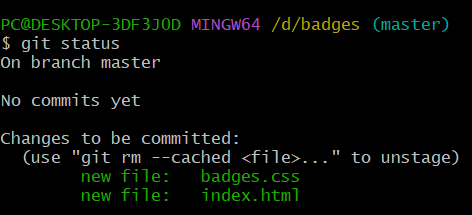 PC@DESKTOP-3DF3J0D MINGW64 /d/badges (master)
$ git status
On branch master
No commits yet
Changes to be committed:
(use "git rm --cached <file>..." to unstage)
new file: badges.css
new file: index.html